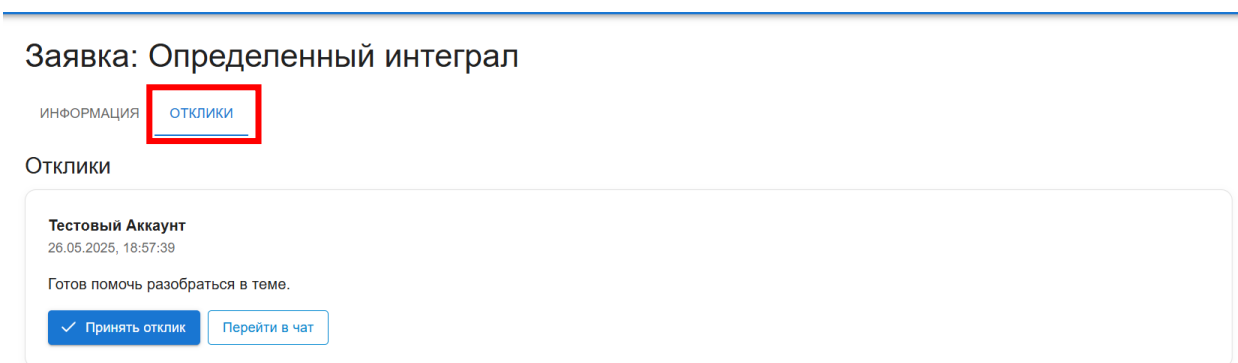 Заявка: Определенный интеграл
ИНФОРМАЦИЯ ОТКЛИКИ
Отклики
Тестовый Аккаунт
26.05.2025, 18:57:39
Готов помочь разобраться в теме.
Принять отклик Перейти в чат